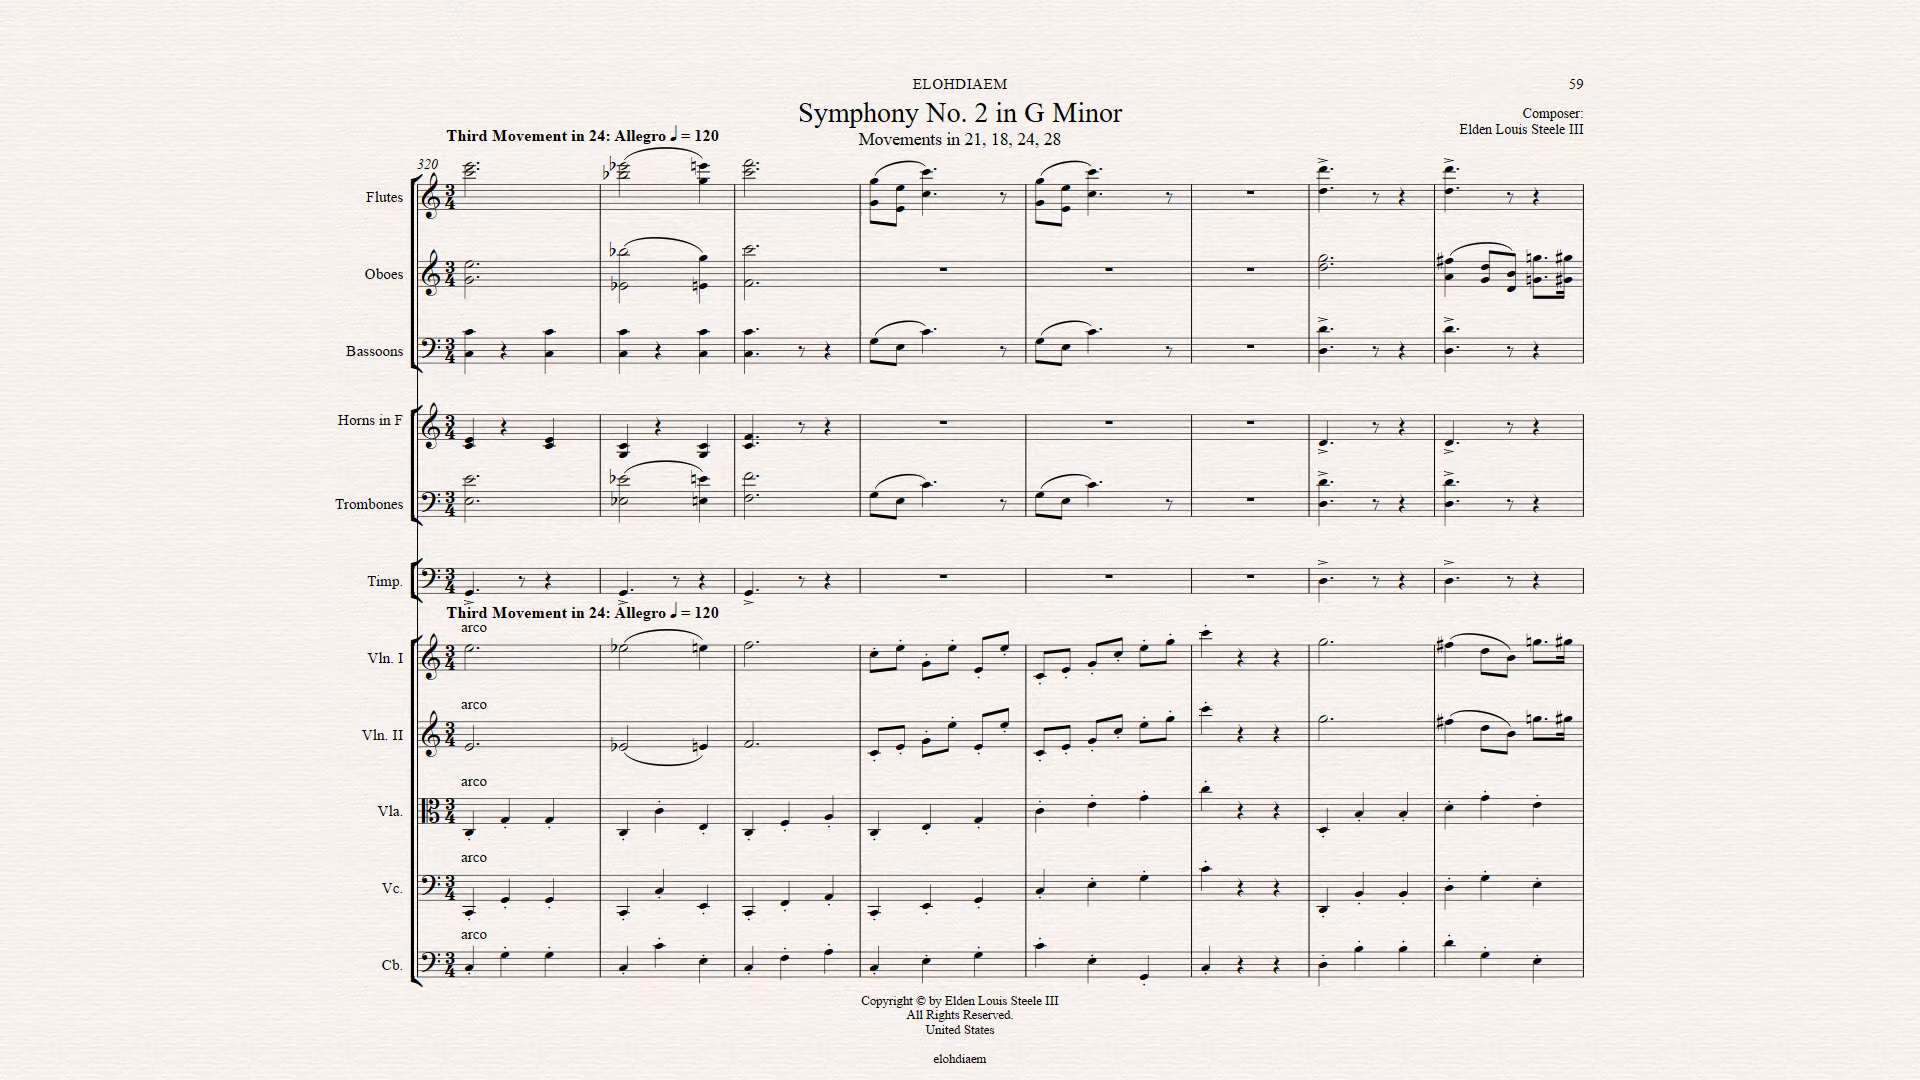 ELOHDIAEM
59
Symphony No. 2 in G Minor
Composer:
Elden Louis Steele III
Movements in 21, 18, 24, 28
Third Movement in 24: Allegro ♩ = 120
320
Flutes
Oboes
Bassoons
Horns in F
Trombones
Timp.
Third Movement in 24: Allegro ♩ = 120
arco
Vln. I
arco
Vln. II
arco
Vla.
arco
Vc.
arco
Cb.
Copyright © by Elden Louis Steele III
All Rights Reserved.
United States
elohdiaem